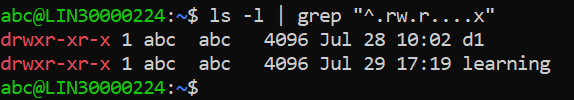 abc@LIN30000224:~$ ls -l | grep "^.rw.r....x"
drwxr-xr-x 1 abc  abc   4096 Jul 28 10:02 d1
drwxr-xr-x 1 abc  abc   4096 Jul 29 17:19 learning
abc@LIN30000224:~$